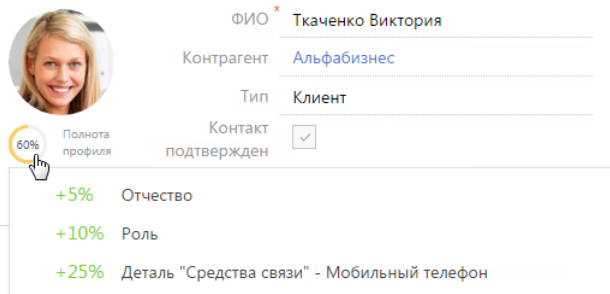 ФИО * Ткаченко Виктория
Контрагент Альфабизнес
Тип Клиент
Контакт подтвержден
60% Полнота профиля
+5% Отчество
+10% Роль
+25% Деталь "Средства связи" - Мобильный телефон